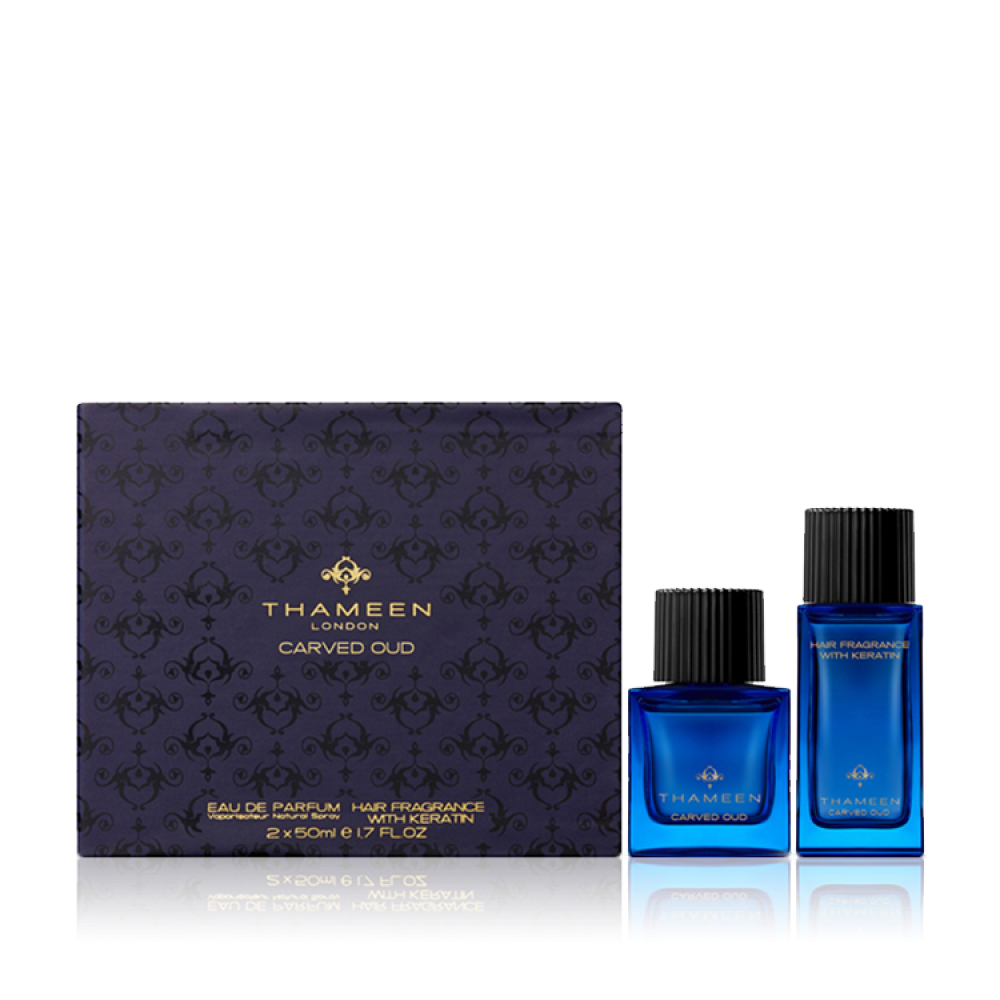 THAMEEN
LONDON
CARVED OUD
EAU DE PARFUM HAIR FRAGRANCE
Vaporisateur Natural Spray WITH KERATIN
2 x 50ml e 1.7 FL.OZ
THAMEEN
CARVED OUD
HAIR FRAGRANCE
WITH KERATIN
THAMEEN
CARVED OUD